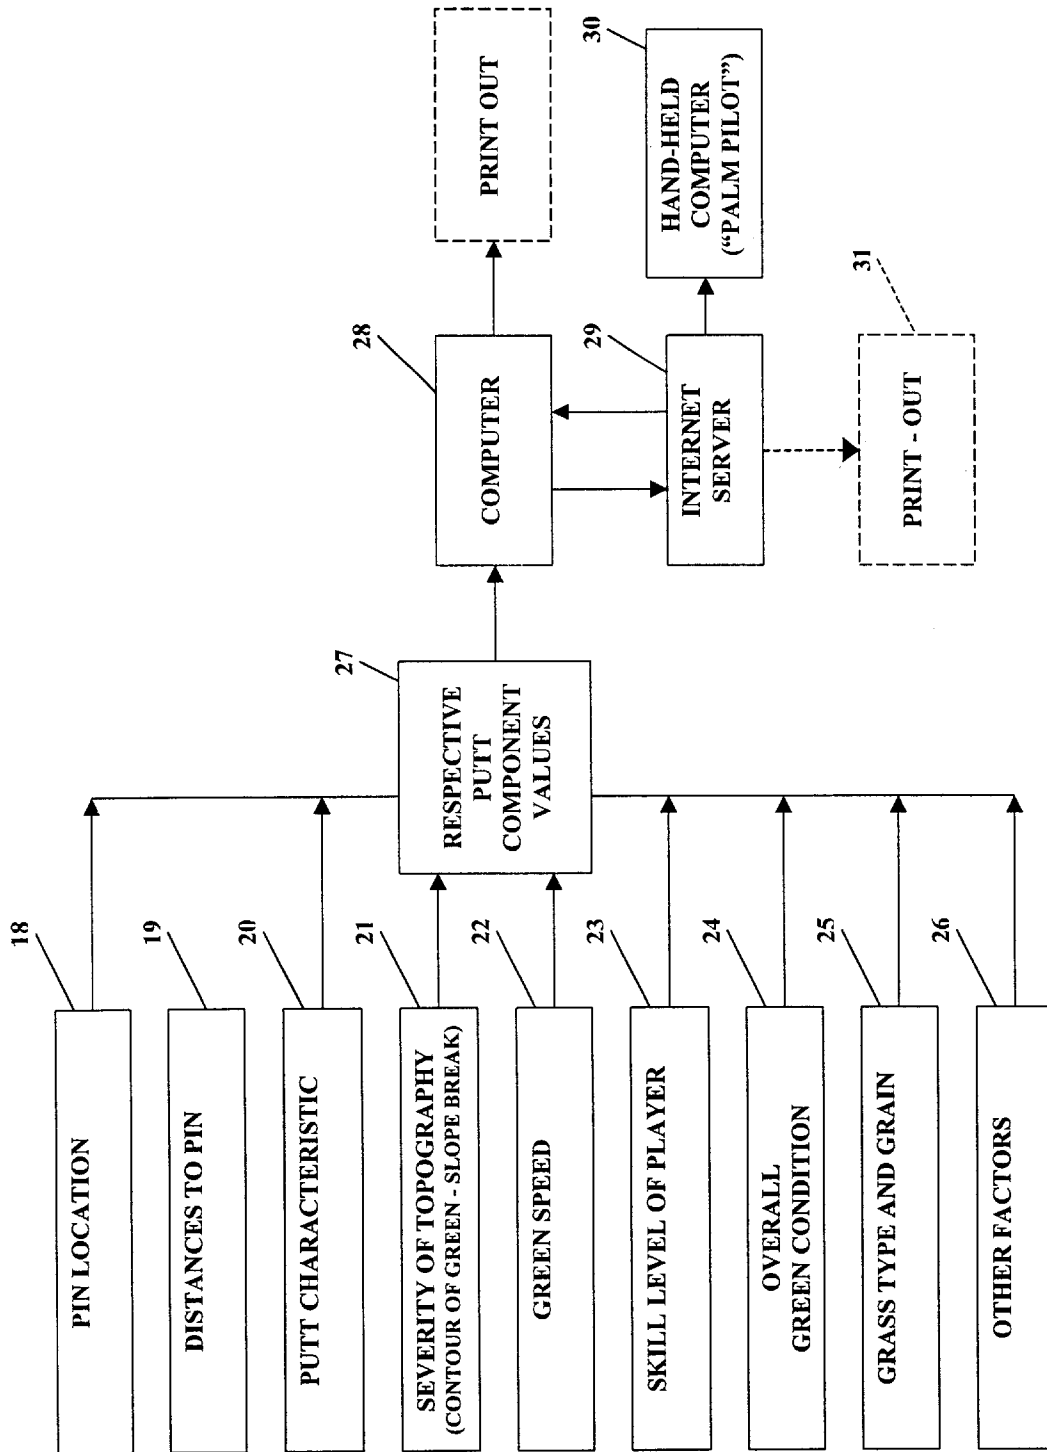 18
PIN LOCATION
19
DISTANCES TO PIN
20
PUTT CHARACTERISTIC
21
SEVERITY OF TOPOGRAPHY
(CONTOUR OF GREEN - SLOPE BREAK)
22
GREEN SPEED
23
SKILL LEVEL OF PLAYER
24
OVERALL
GREEN CONDITION
25
GRASS TYPE AND GRAIN
26
OTHER FACTORS
27
RESPECTIVE
PUTT
COMPONENT
VALUES
28
COMPUTER
PRINT OUT
29
INTERNET
SERVER
30
HAND-HELD
COMPUTER
(“PALM PILOT”)
31
PRINT - OUT